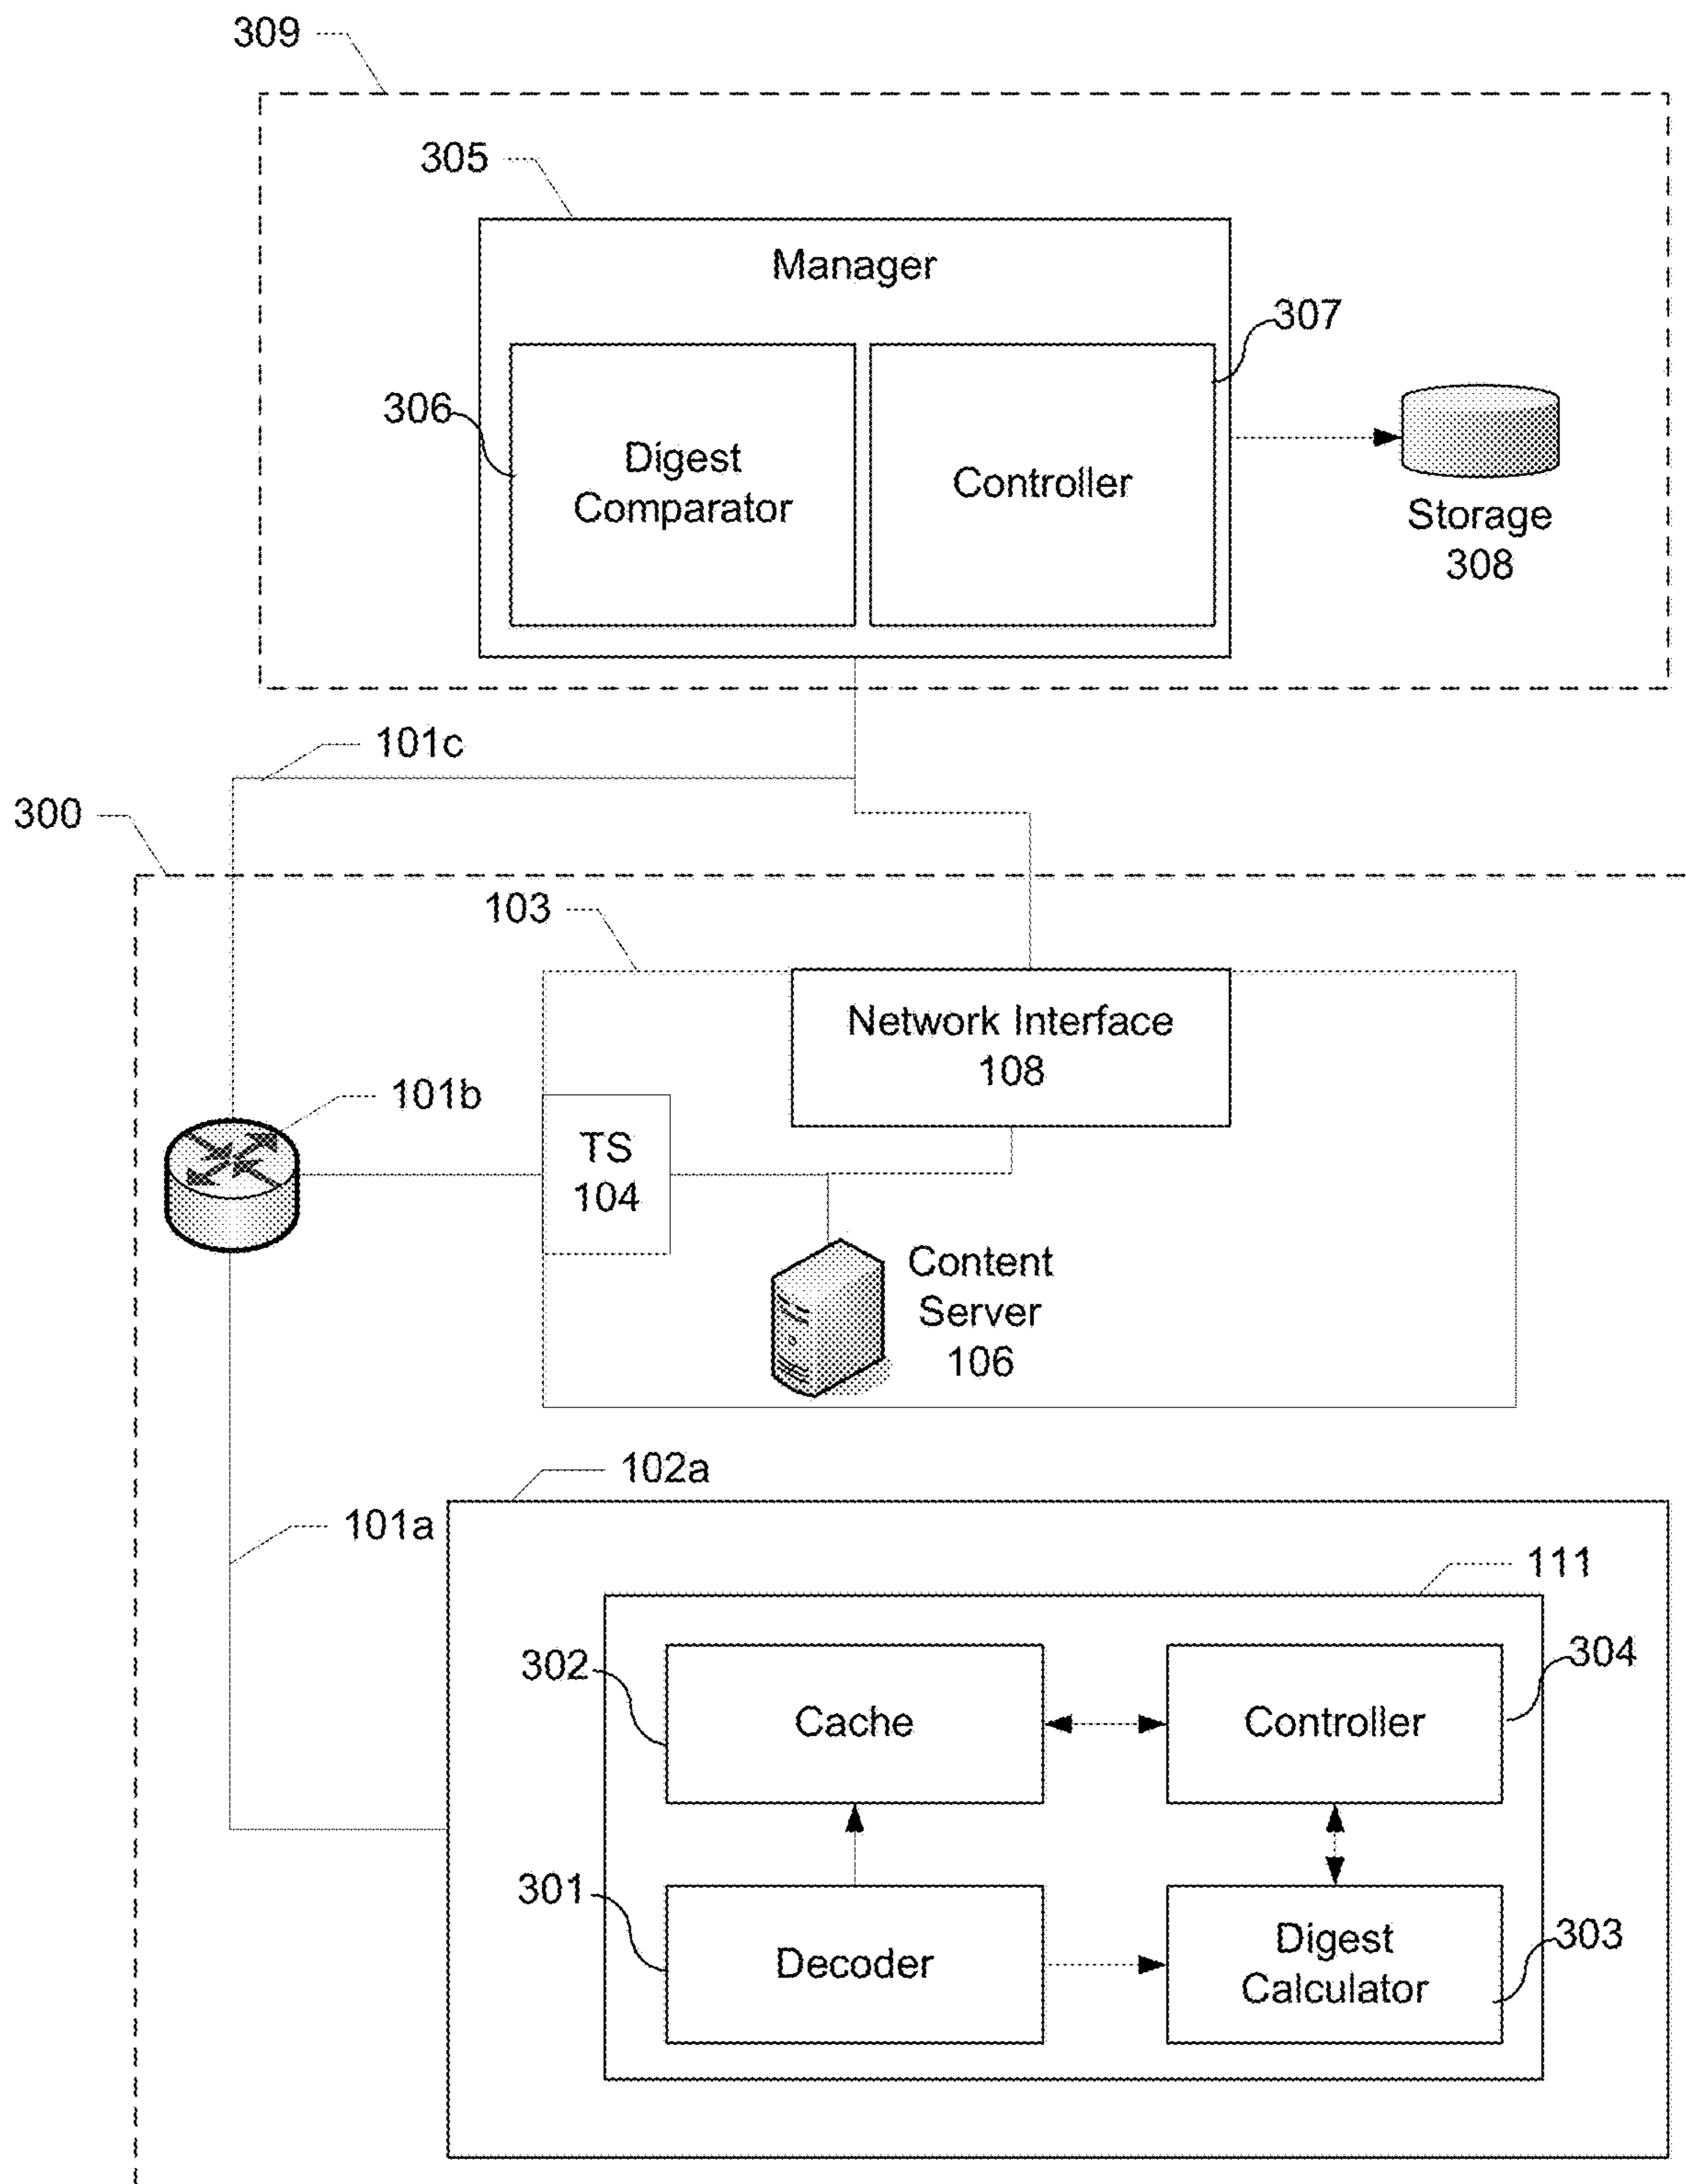 309
305
Manager
307
306
Digest
Comparator
Controller
Storage
308
101c
300
103
Network Interface
108
101b
TS
104
Content
Server
106
102a
101a
111
302
Cache
Controller
304
301
Decoder
Digest
Calculator
303